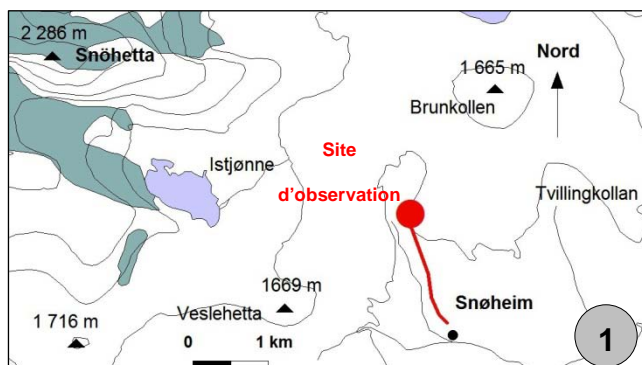 2 286 m
Snöhetta
Nord
1 665 m
Brunkollen
Istjønne
Site
d'observation
Tvillingkollan
1669 m
Veslehetta
Snøheim
1 716 m
0 1 km
1